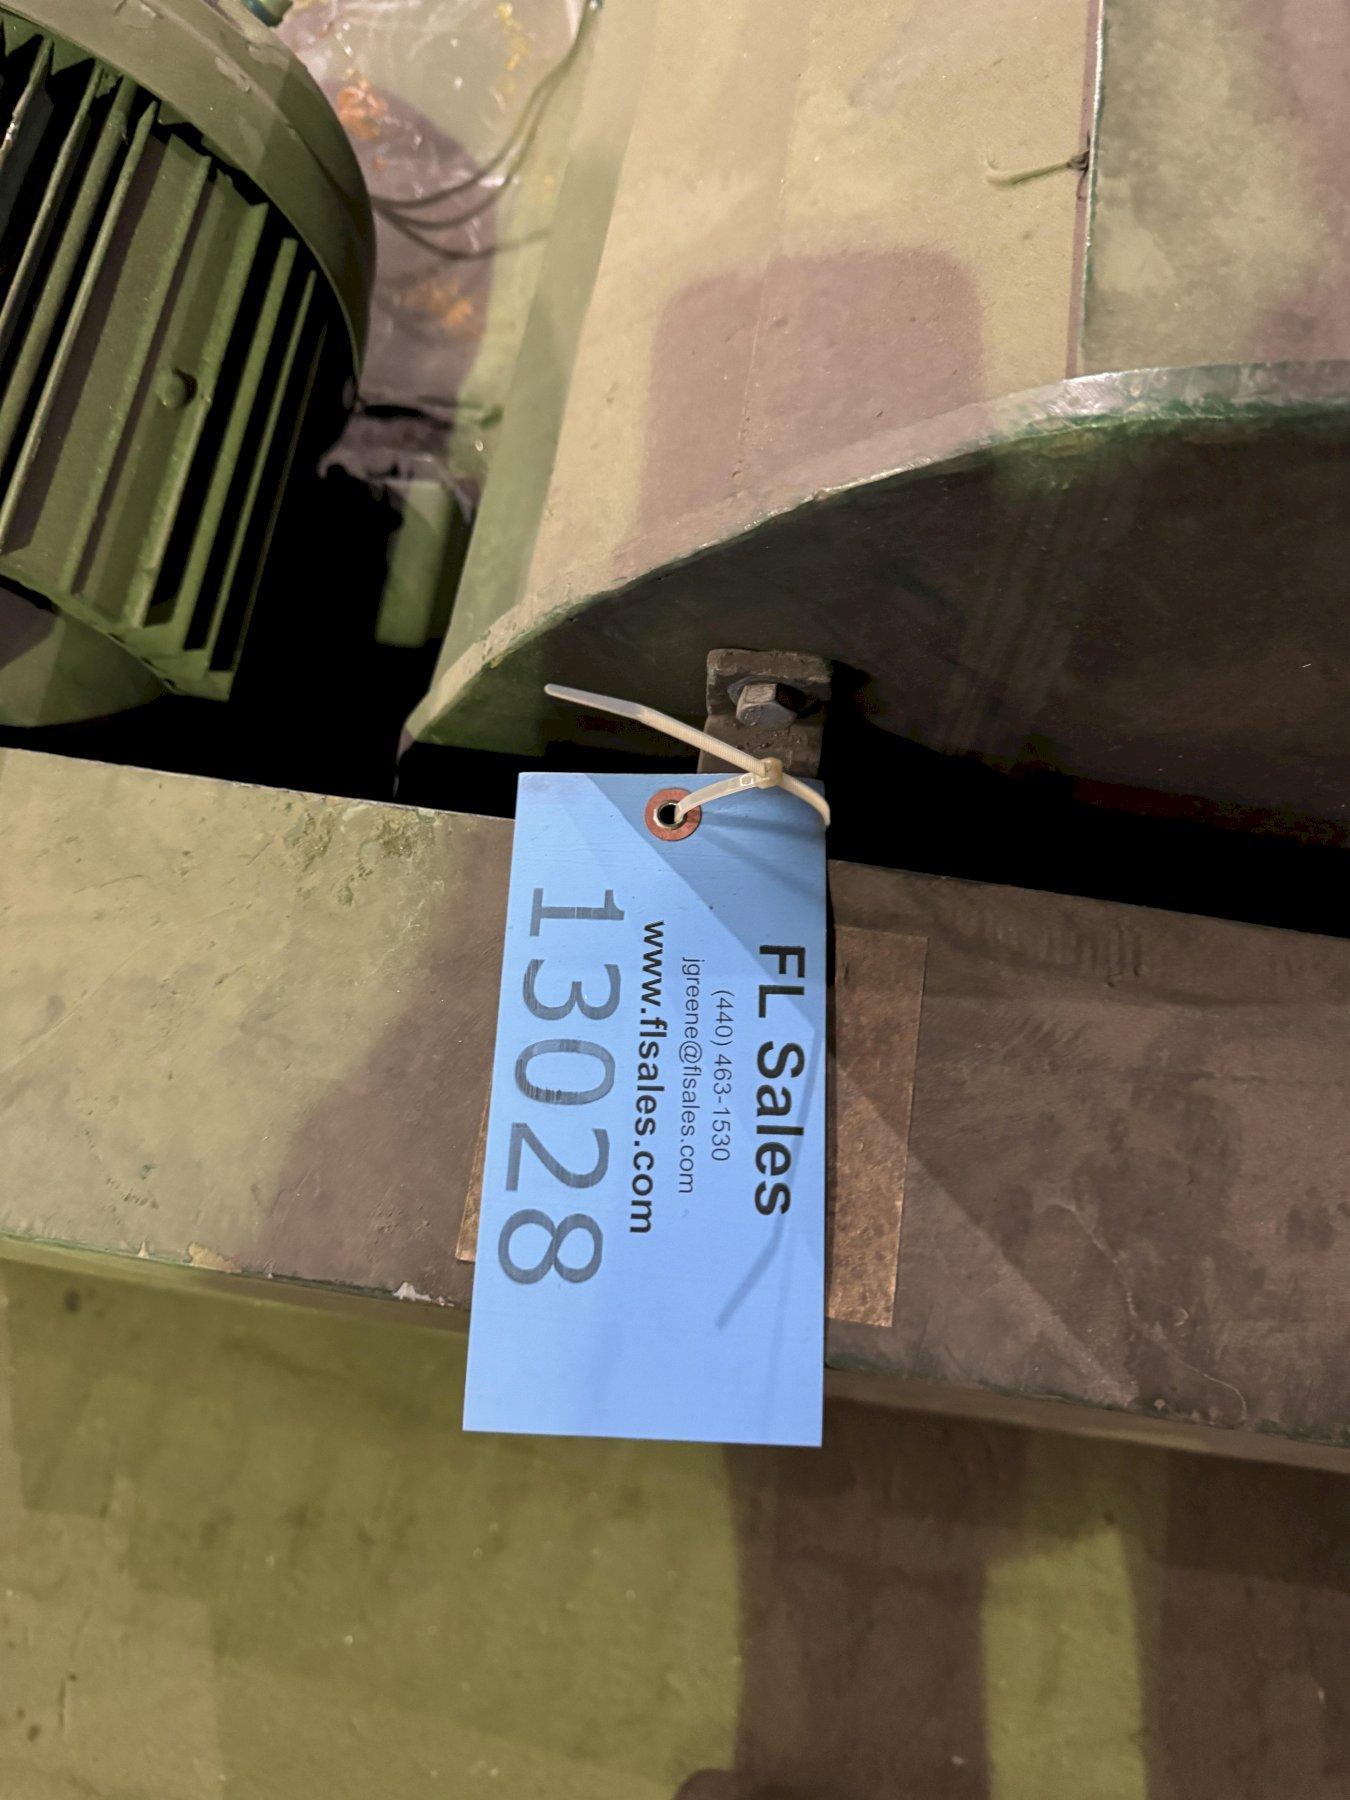 FL Sales
(440) 463-1530
jgreene@flsales.com
www.flsales.com
13028